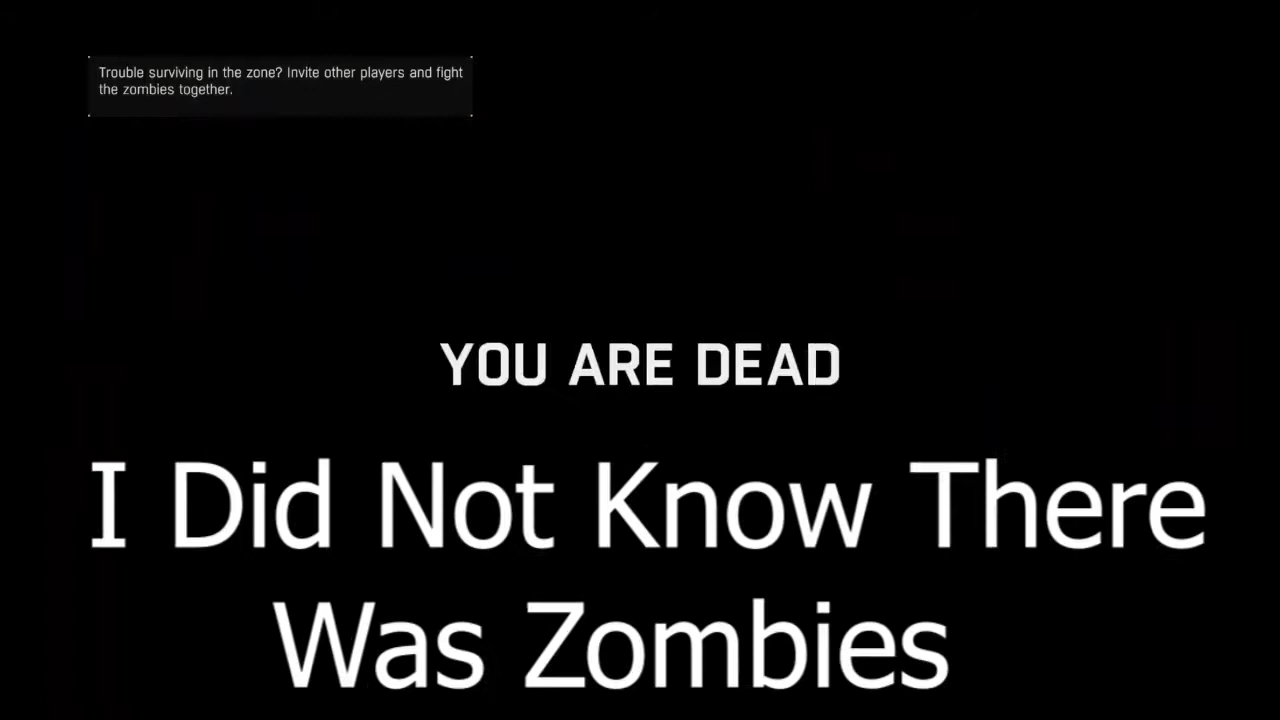 Trouble surviving in the zone? Invite other players and fight
the zombies together.
YOU ARE DEAD
I Did Not Know There
Was Zombies